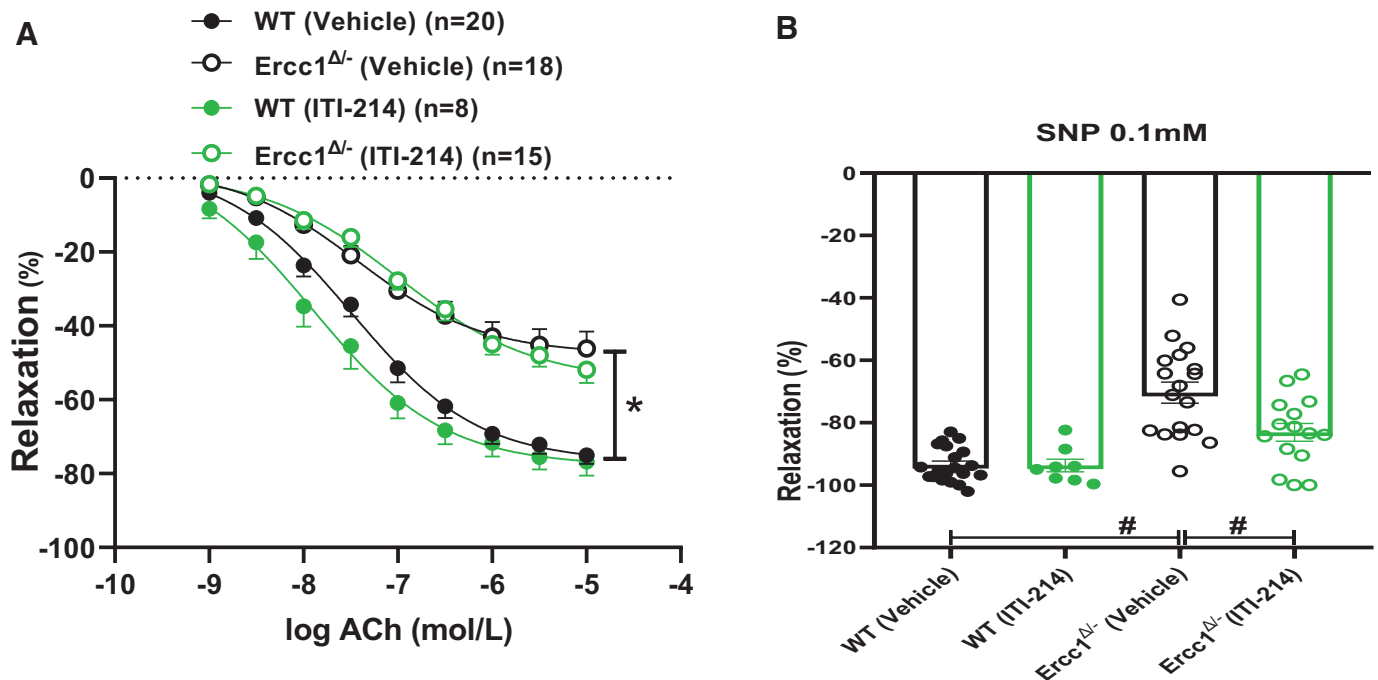 A
WT (Vehicle) (n=20)
Ercc1Δ/- (Vehicle) (n=18)
WT (ITI-214) (n=8)
Ercc1Δ/- (ITI-214) (n=15)
0
-20
-40
-60
-80
-100
Relaxation (%)
*
-10 -9 -8 -7 -6 -5 -4
log ACh (mol/L)
B
SNP 0.1mM
0
-20
-40
-60
-80
-100
-120
Relaxation (%)
# #
WT (Vehicle)
WT (ITI-214)
Ercc1Δ/- (Vehicle)
Ercc1Δ/- (ITI-214)